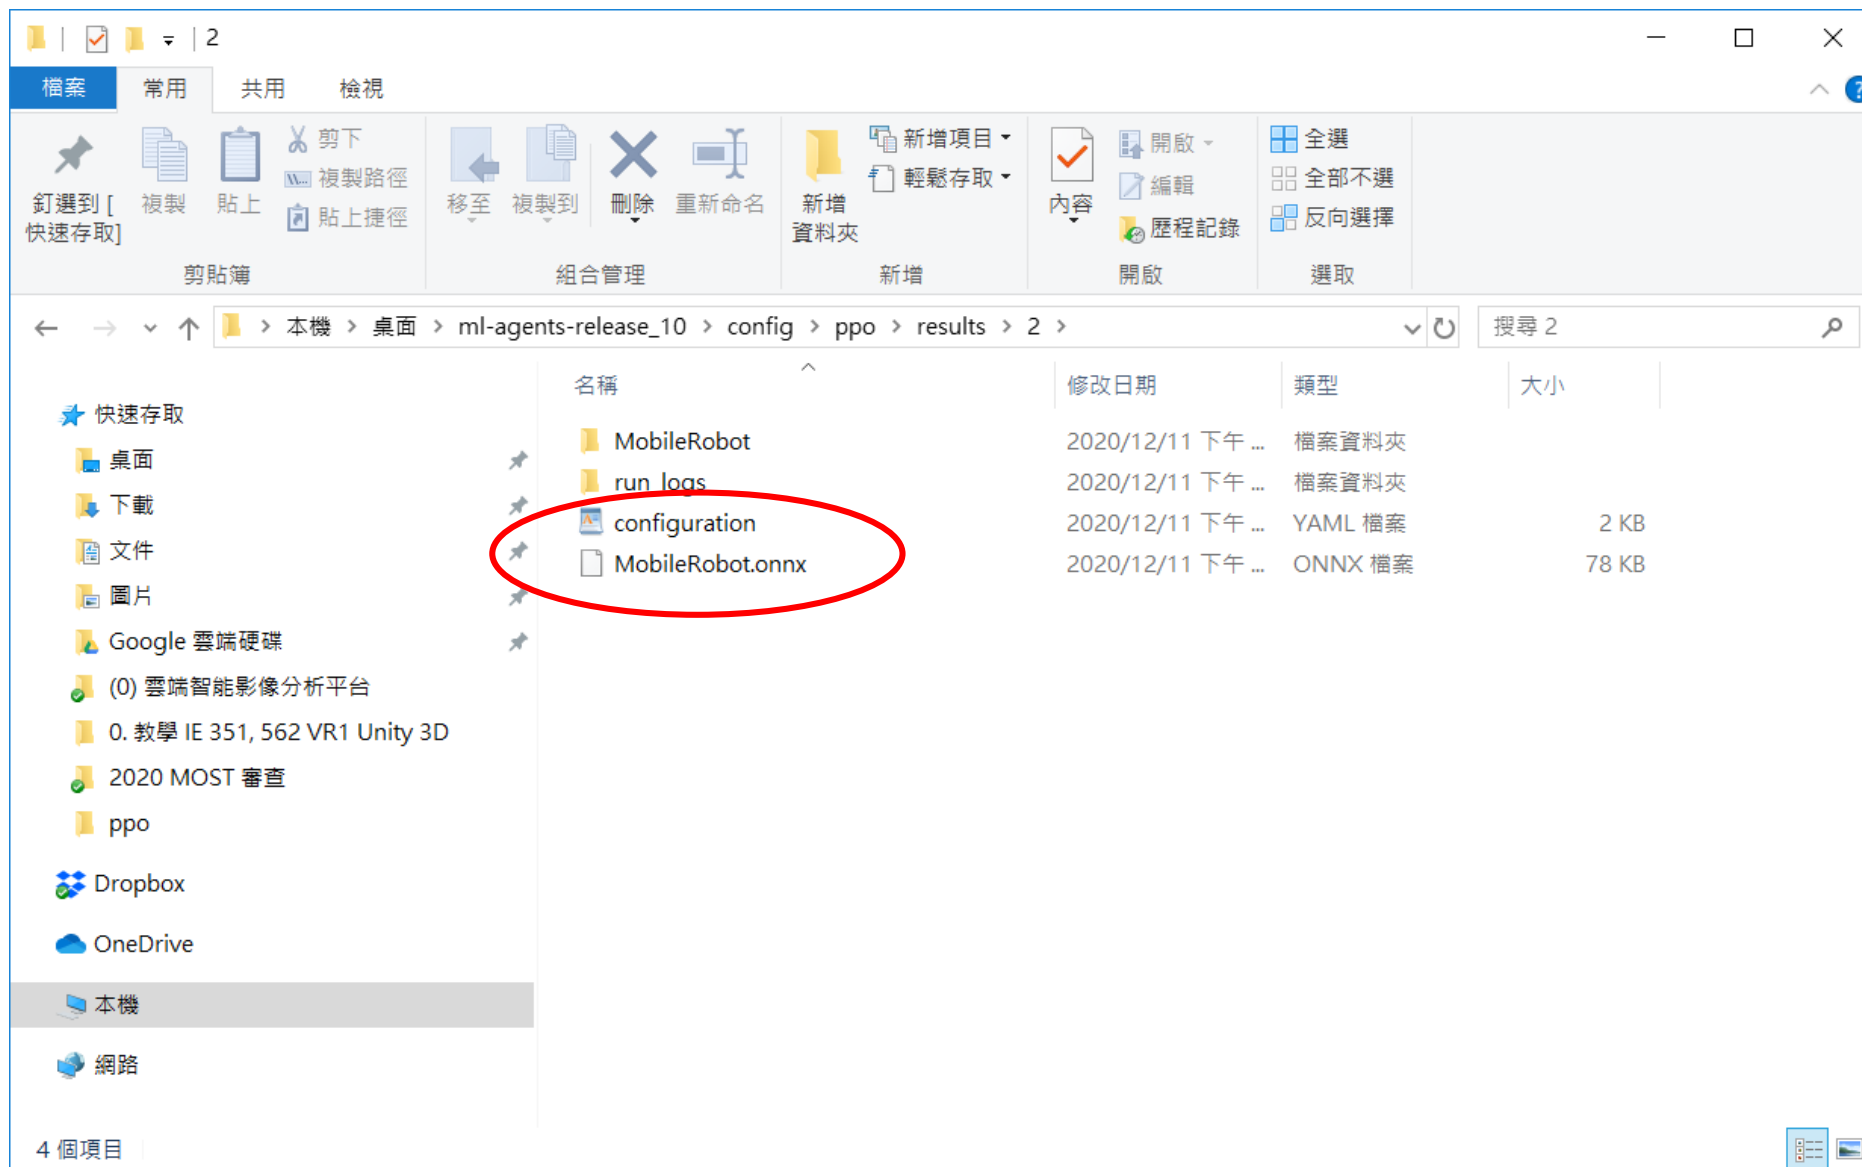 2
檔案 常用 共用 檢視
釘選到 [
快速存取]
複製
貼上
剪下
複製路徑
貼上捷徑
剪貼簿
移至
複製到
刪除
重新命名
組合管理
新增
資料夾
新增項目
輕鬆存取
新增
內容
開啟
編輯
歷程記錄
開啟
全選
全部不選
反向選擇
選取
本機 > 桌面 > ml-agents-release_10 > config > ppo > results > 2 >
搜尋 2
名稱 修改日期 類型 大小
MobileRobot 2020/12/11 下午 ... 檔案資料夾
run_logs 2020/12/11 下午 ... 檔案資料夾
configuration 2020/12/11 下午 ... YAML 檔案 2 KB
MobileRobot.onnx 2020/12/11 下午 ... ONNX 檔案 78 KB
快速存取
桌面
下載
文件
圖片
Google 雲端硬碟
(0) 雲端智能影像分析平台
0. 教學 IE 351, 562 VR1 Unity 3D
2020 MOST 審查
ppo
Dropbox
OneDrive
本機
網路
4 個項目